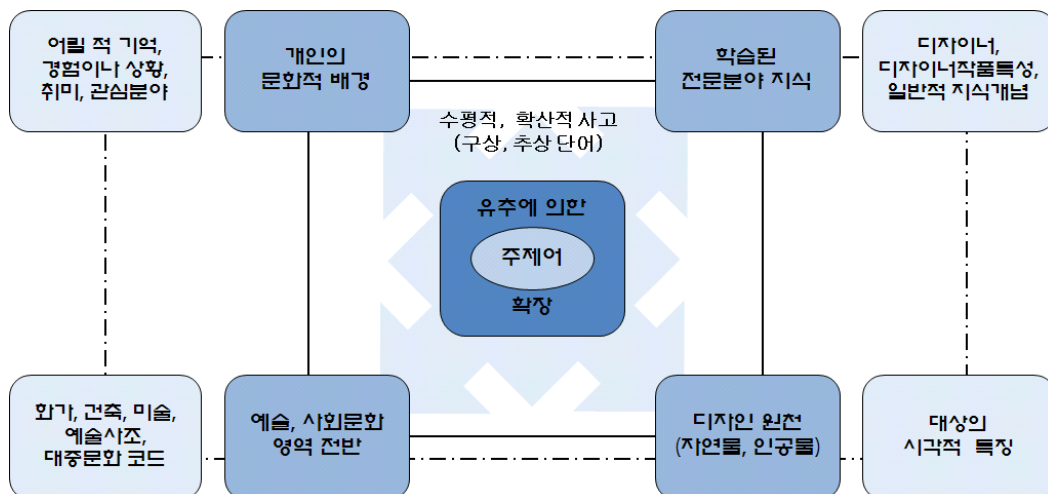 어릴 적 기억,
경험이나 상황,
취미, 관심분야
개인의
문화적 배경
학습된
전문분야 지식
디자이너,
디자이너작품특성,
일반적 지식개념
수평적, 확산적 사고
(구상, 추상 단어)
유추에 의한
주제어
확장
화가, 건축, 미술,
예술사조,
대중문화 코드
예술, 사회문화
영역 전반
디자인 원천
(자연물, 인공물)
대상의
시각적 특징